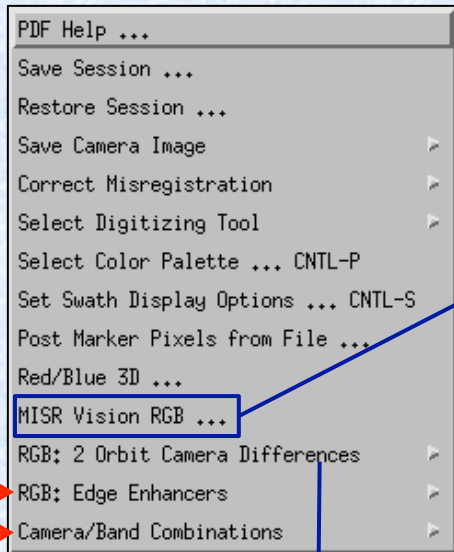 PDF Help ...
Save Session ...
Restore Session ...
Save Camera Image
Correct Misregistration
Select Digitizing Tool
Select Color Palette ... CNTL-P
Set Swath Display Options ... CNTL-S
Post Marker Pixels from File ...
Red/Blue 3D ...
MISR Vision RGB ...
RGB: 2 Orbit Camera Differences
RGB: Edge Enhancers
Camera/Band Combinations